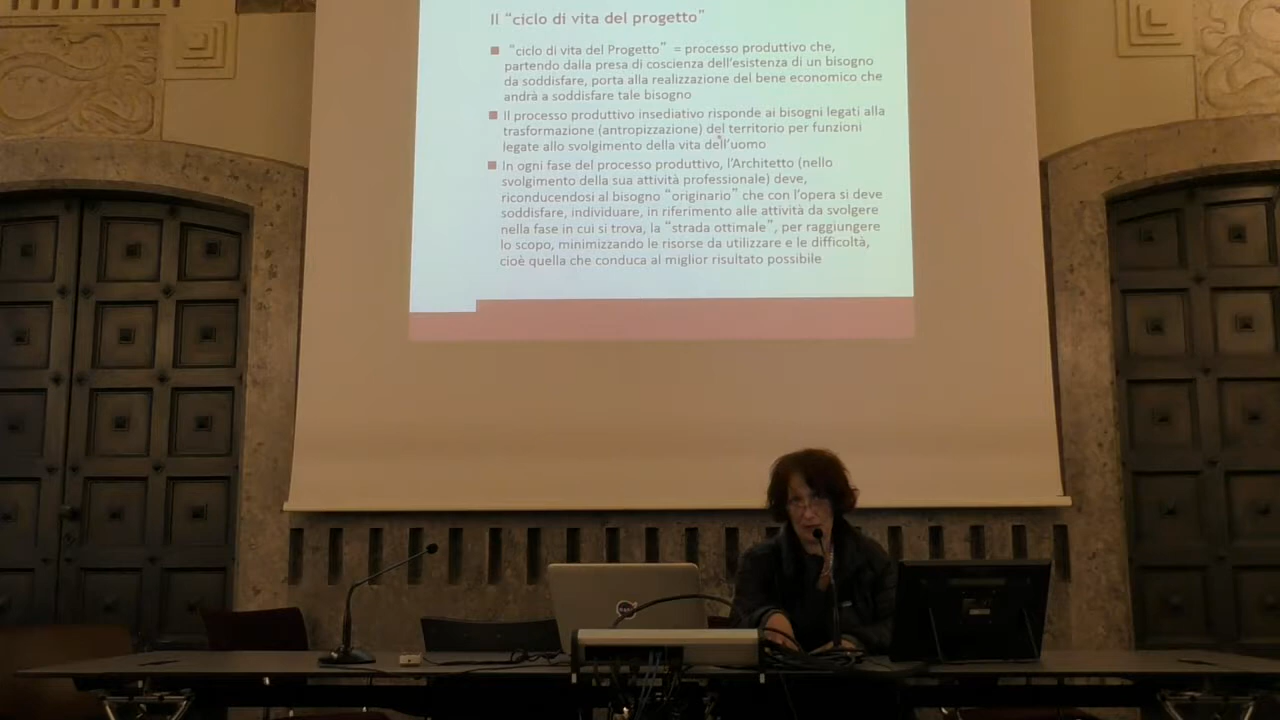 Il “ciclo di vita del progetto”
“ciclo di vita del Progetto” = processo produttivo che,
partendo dalla presa di coscienza dell’esistenza di un bisogno
da soddisfare, porta alla realizzazione del bene economico che
andrà a soddisfare tale bisogno
Il processo produttivo insediativo risponde ai bisogni legati alla
trasformazione (antropizzazione) del territorio per funzioni
legate allo svolgimento della vita dell’uomo
In ogni fase del processo produttivo, l’Architetto (nello
svolgimento della sua attività professionale) deve,
riconducendosi al bisogno “originario” che con l’opera si deve
soddisfare, individuare, in riferimento alle attività da svolgere
nella fase in cui si trova, la “strada ottimale”, per raggiungere
lo scopo, minimizzando le risorse da utilizzare e le difficoltà,
cioè quella che conduca al miglior risultato possibile